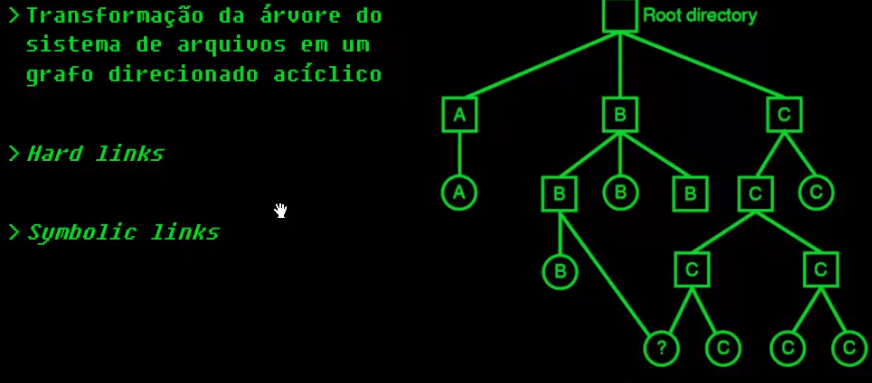 > Transformação da árvore do
sistema de arquivos em um
grafo direcionado acíclico
> Hard links
> Symbolic links
Root directory
A B C
A B B B C C
B C C
? C C C